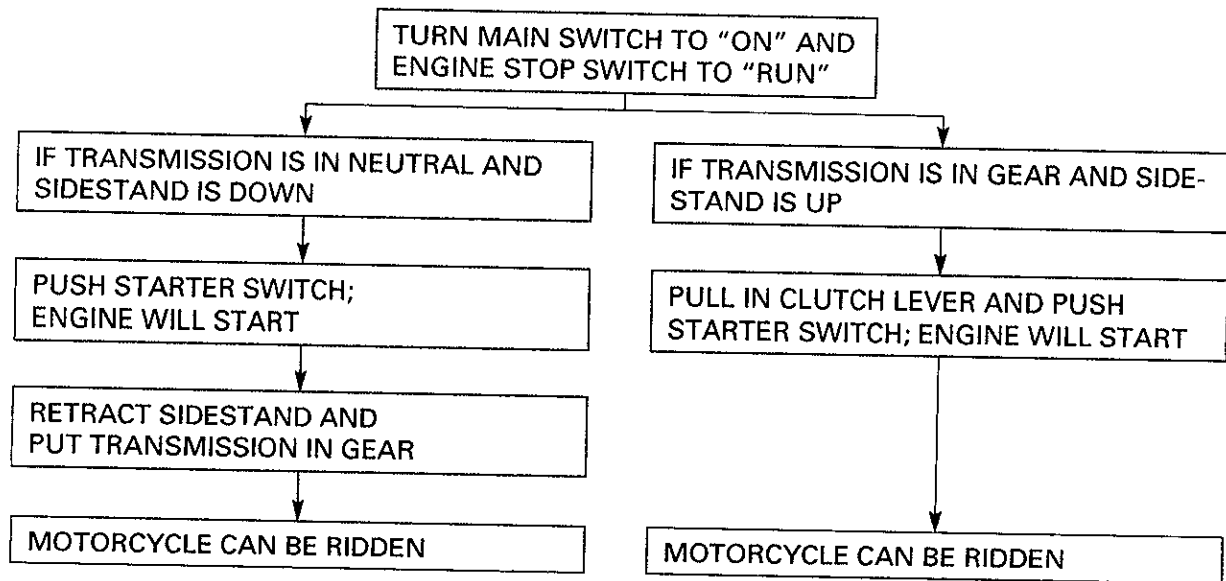 TURN MAIN SWITCH TO “ON” AND
ENGINE STOP SWITCH TO “RUN”
IF TRANSMISSION IS IN NEUTRAL AND
SIDESTAND IS DOWN
PUSH STARTER SWITCH;
ENGINE WILL START
RETRACT SIDESTAND AND
PUT TRANSMISSION IN GEAR
MOTORCYCLE CAN BE RIDDEN
IF TRANSMISSION IS IN GEAR AND SIDE-
STAND IS UP
PULL IN CLUTCH LEVER AND PUSH
STARTER SWITCH; ENGINE WILL START
MOTORCYCLE CAN BE RIDDEN